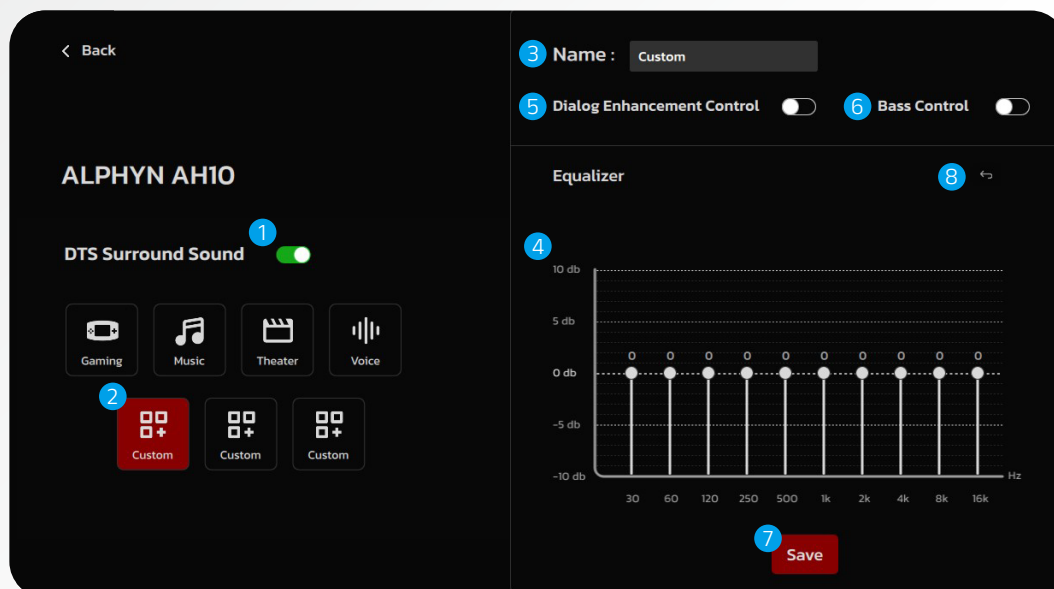 Back
ALPHYN AH10
1
DTS Surround Sound
Gaming Music Theater Voice
2
Custom Custom Custom
3 Name : Custom
5 Dialog Enhancement Control 6 Bass Control
Equalizer 8
4
10 db
5 db
0 0 0 0 0 0 0 0 0 0
0 db
-5 db
-10 db Hz
30 60 120 250 500 1k 2k 4k 8k 16k
7
Save